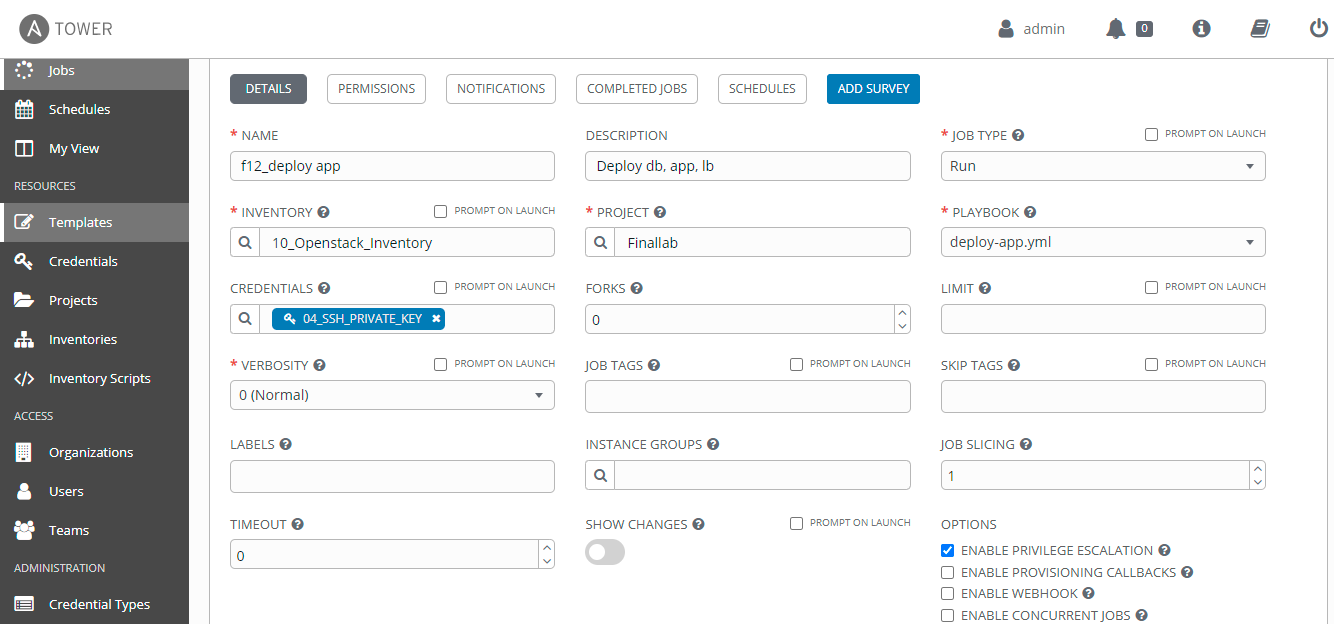 TOWER
admin
0
Jobs
Schedules
My View
RESOURCES
Templates
Credentials
Projects
Inventories
Inventory Scripts
ACCESS
Organizations
Users
Teams
ADMINISTRATION
Credential Types
DETAILS PERMISSIONS NOTIFICATIONS COMPLETED JOBS SCHEDULES ADD SURVEY
* NAME
f12_deploy app
DESCRIPTION
Deploy db, app, lb
* JOB TYPE ? PROMPT ON LAUNCH
Run
* INVENTORY ? PROMPT ON LAUNCH
10_Openstack_Inventory
* PROJECT ?
Finallab
* PLAYBOOK ?
deploy-app.yml
CREDENTIALS ? PROMPT ON LAUNCH
04_SSH_PRIVATE_KEY
FORKS ?
0
LIMIT ? PROMPT ON LAUNCH
* VERBOSITY ? PROMPT ON LAUNCH
0 (Normal)
JOB TAGS ? PROMPT ON LAUNCH
SKIP TAGS ? PROMPT ON LAUNCH
LABELS ?
INSTANCE GROUPS ?
JOB SLICING ?
1
TIMEOUT ?
0
SHOW CHANGES ? PROMPT ON LAUNCH
OPTIONS
ENABLE PRIVILEGE ESCALATION ?
ENABLE PROVISIONING CALLBACKS ?
ENABLE WEBHOOK ?
ENABLE CONCURRENT JOBS ?